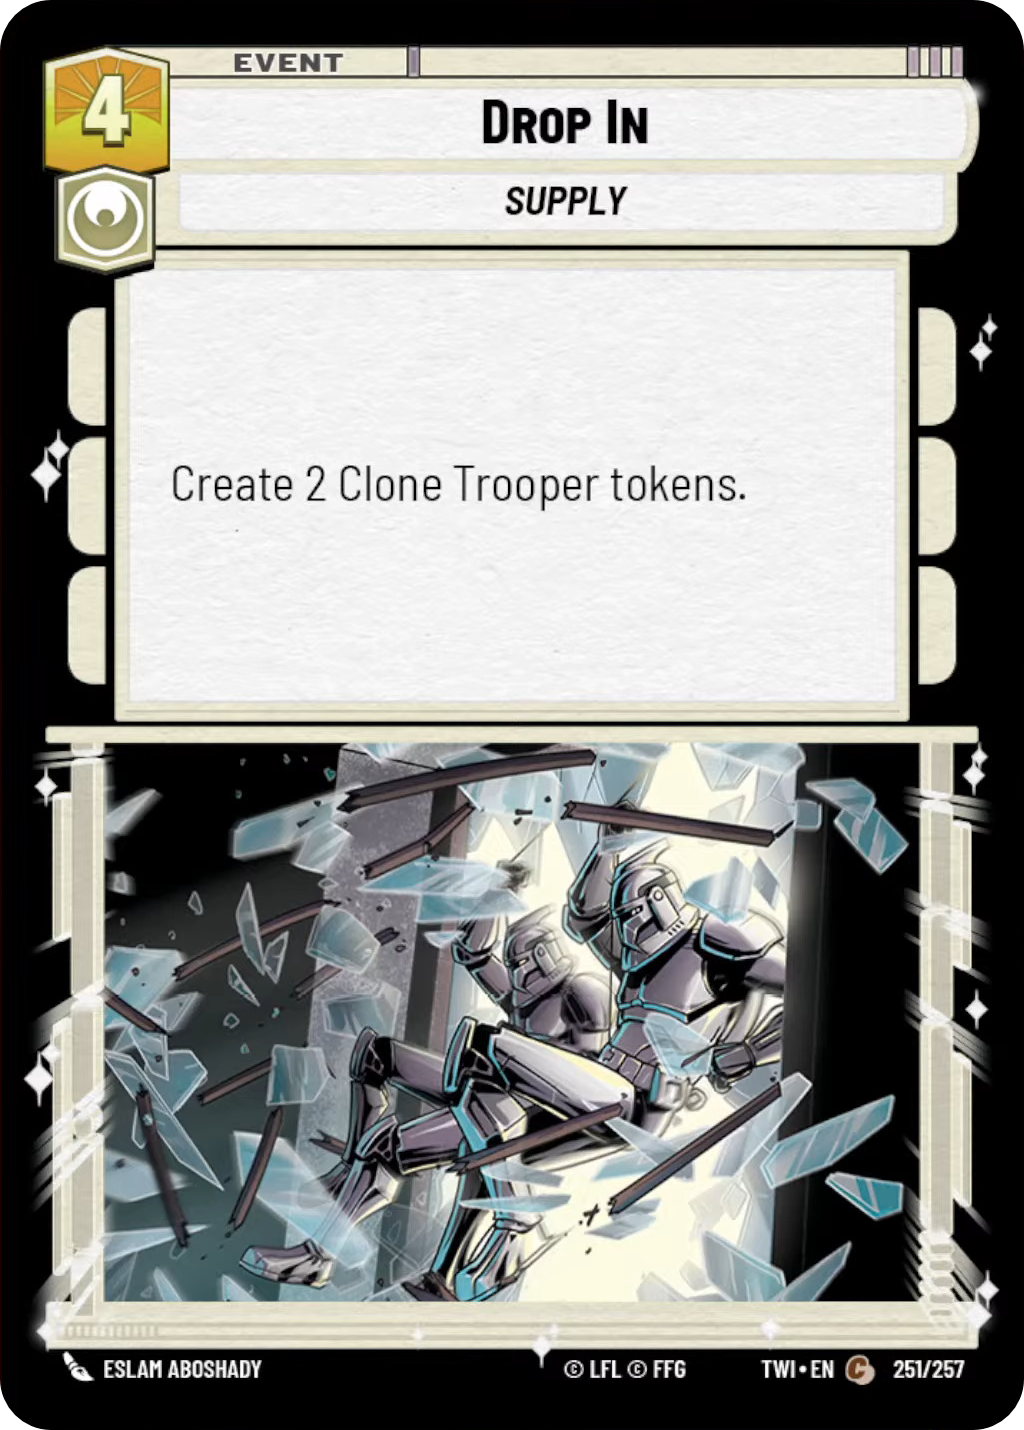 EVENT
4
DROP IN
SUPPLY
Create 2 Clone Trooper tokens.
ESLAM ABOSHADY
© LFL © FFG
TWI • EN C 251/257